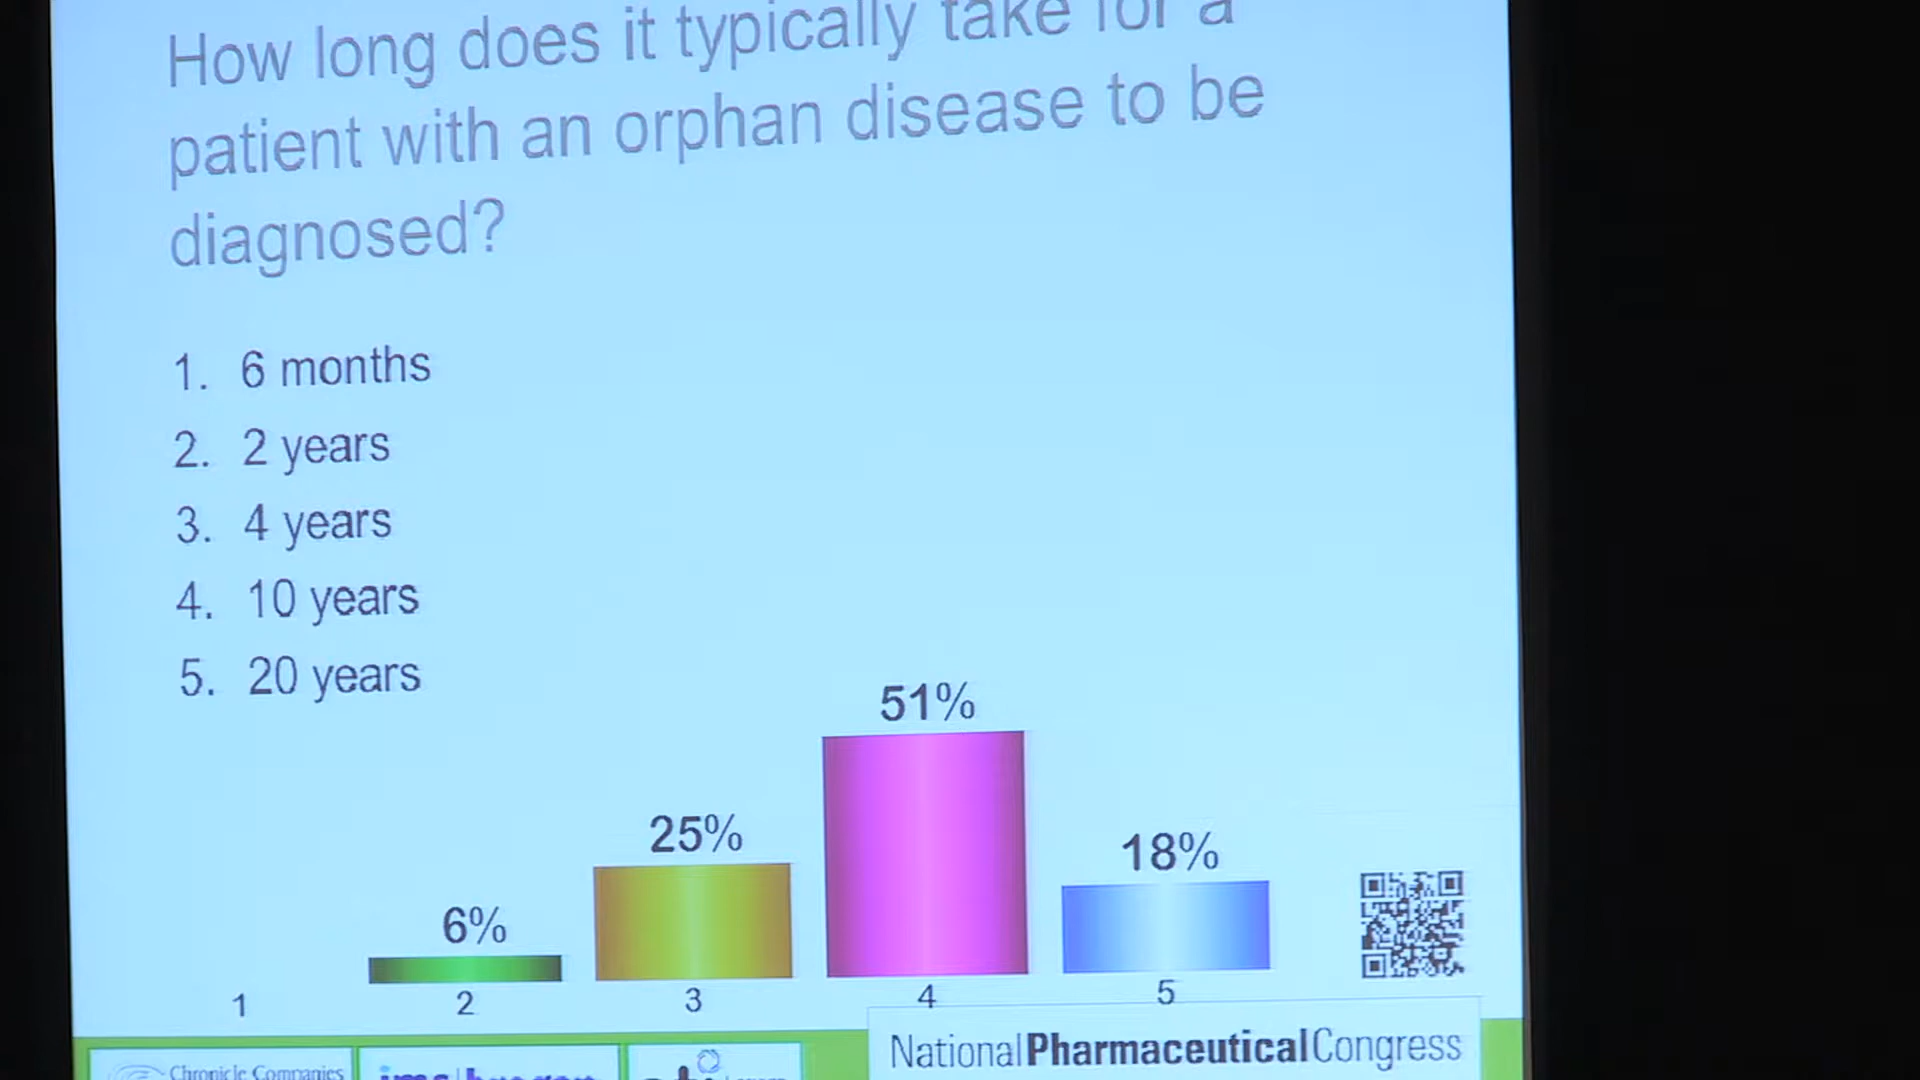 How long does it typically take for a
patient with an orphan disease to be
diagnosed?
1. 6 months
2. 2 years
3. 4 years
4. 10 years
5. 20 years
51%
25%
18%
6%
1 2 3 4 5
National Pharmaceutical Congress
Chronicle Companies
ims brogan